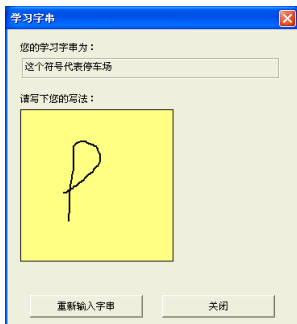 学习字串
您的学习字串为：
这个符号代表停车场
请写下您的写法：
P
重新输入字串
关闭